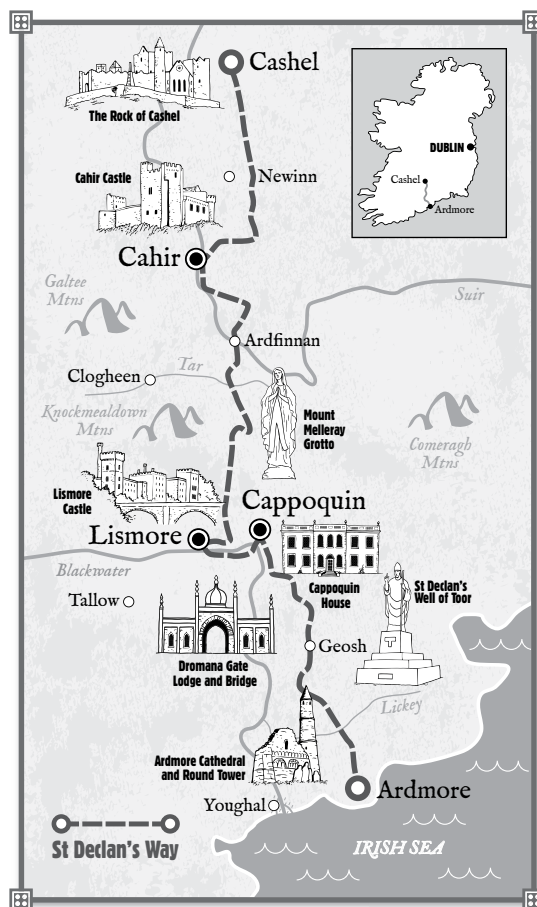 Cashel
The Rock of Cashel
DUBLIN
Cashel
Ardmore
Cahir Castle
Newinn
Cahir
Galtee
Mtns
Suir
Ardfinnan
Tar
Clogheen
Knockmealdown
Mtns
Mount
Melleray
Grotto
Comeragh
Mtns
Lismore
Castle
Cappoquin
Lismore
Blackwater
Cappoquin
House
St Declan's
Well of Toor
Tallow
Dromana Gate
Lodge and Bridge
Geosh
Lickey
Ardmore Cathedral
and Round Tower
Ardmore
Youghal
St Declan's Way
IRISH SEA